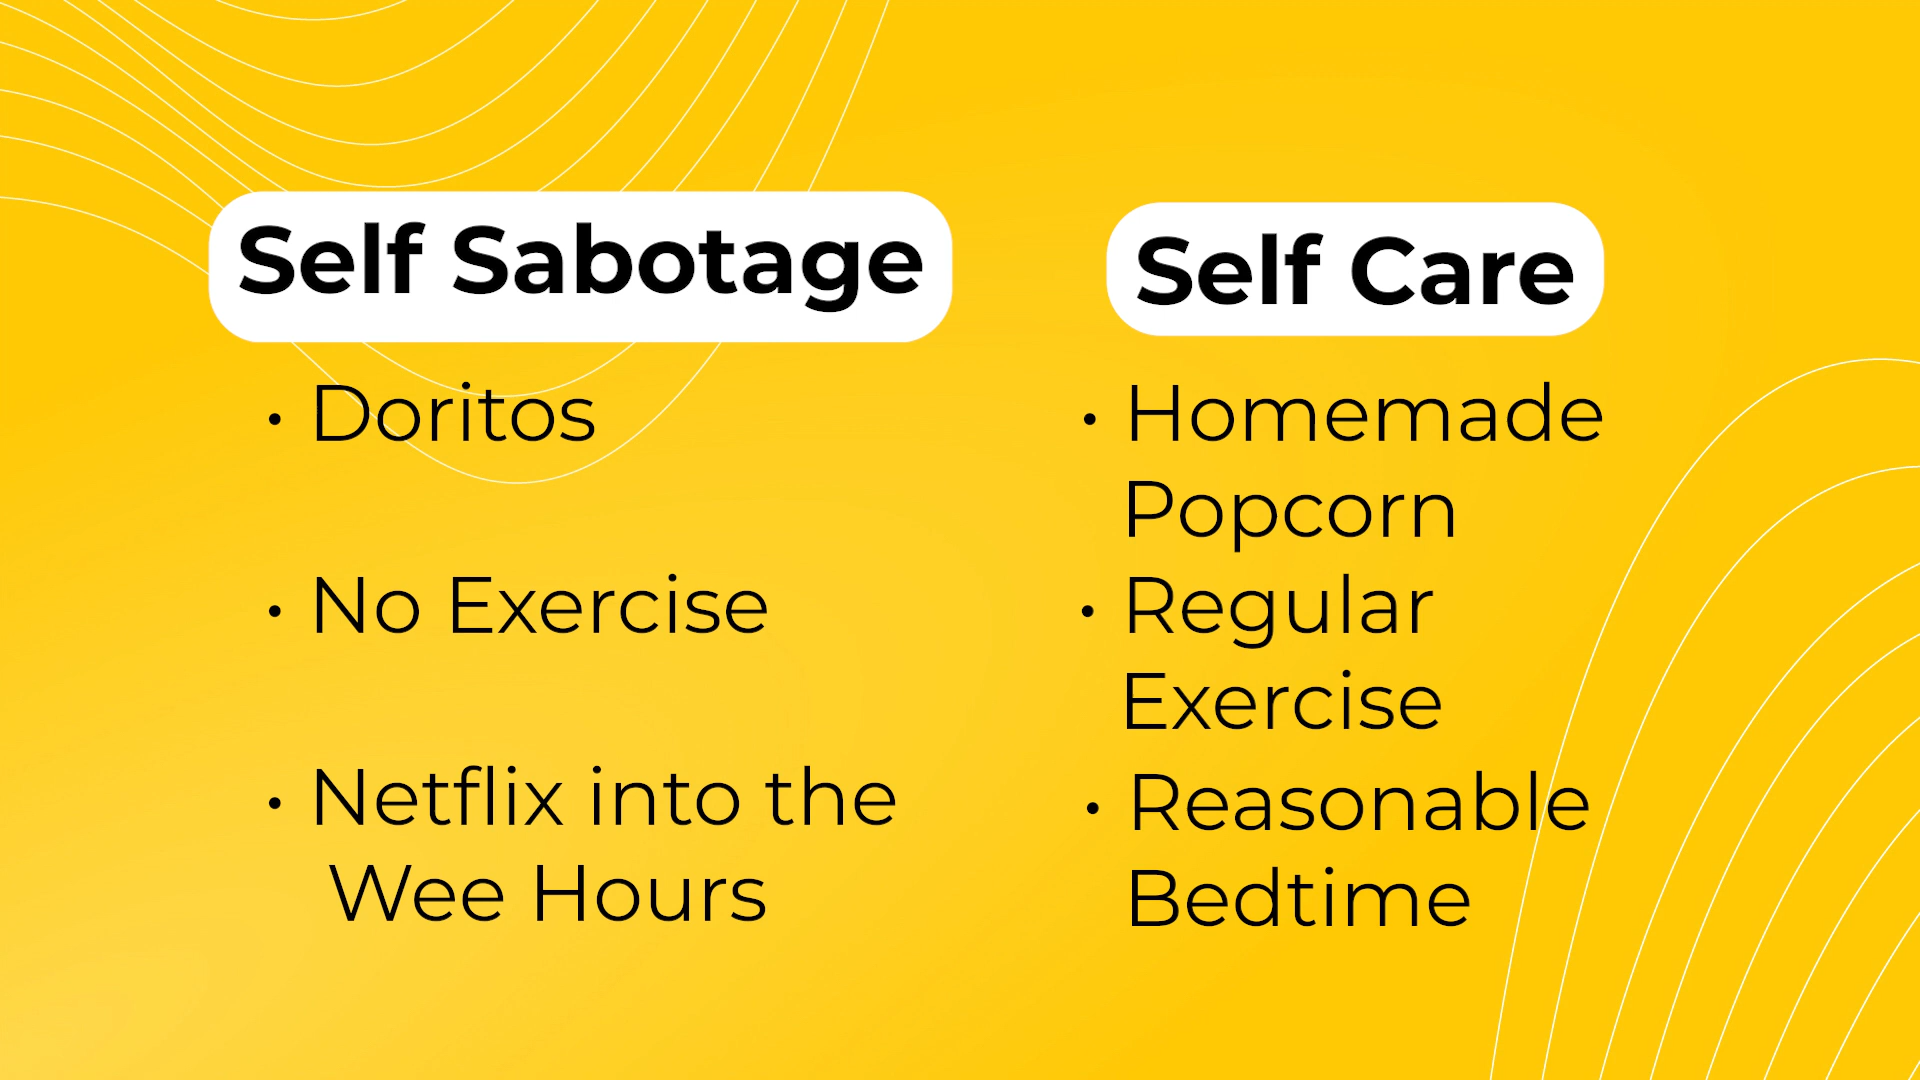 Self Sabotage
• Doritos
• No Exercise
• Netflix into the
Wee Hours
Self Care
• Homemade
Popcorn
• Regular
Exercise
• Reasonable
Bedtime